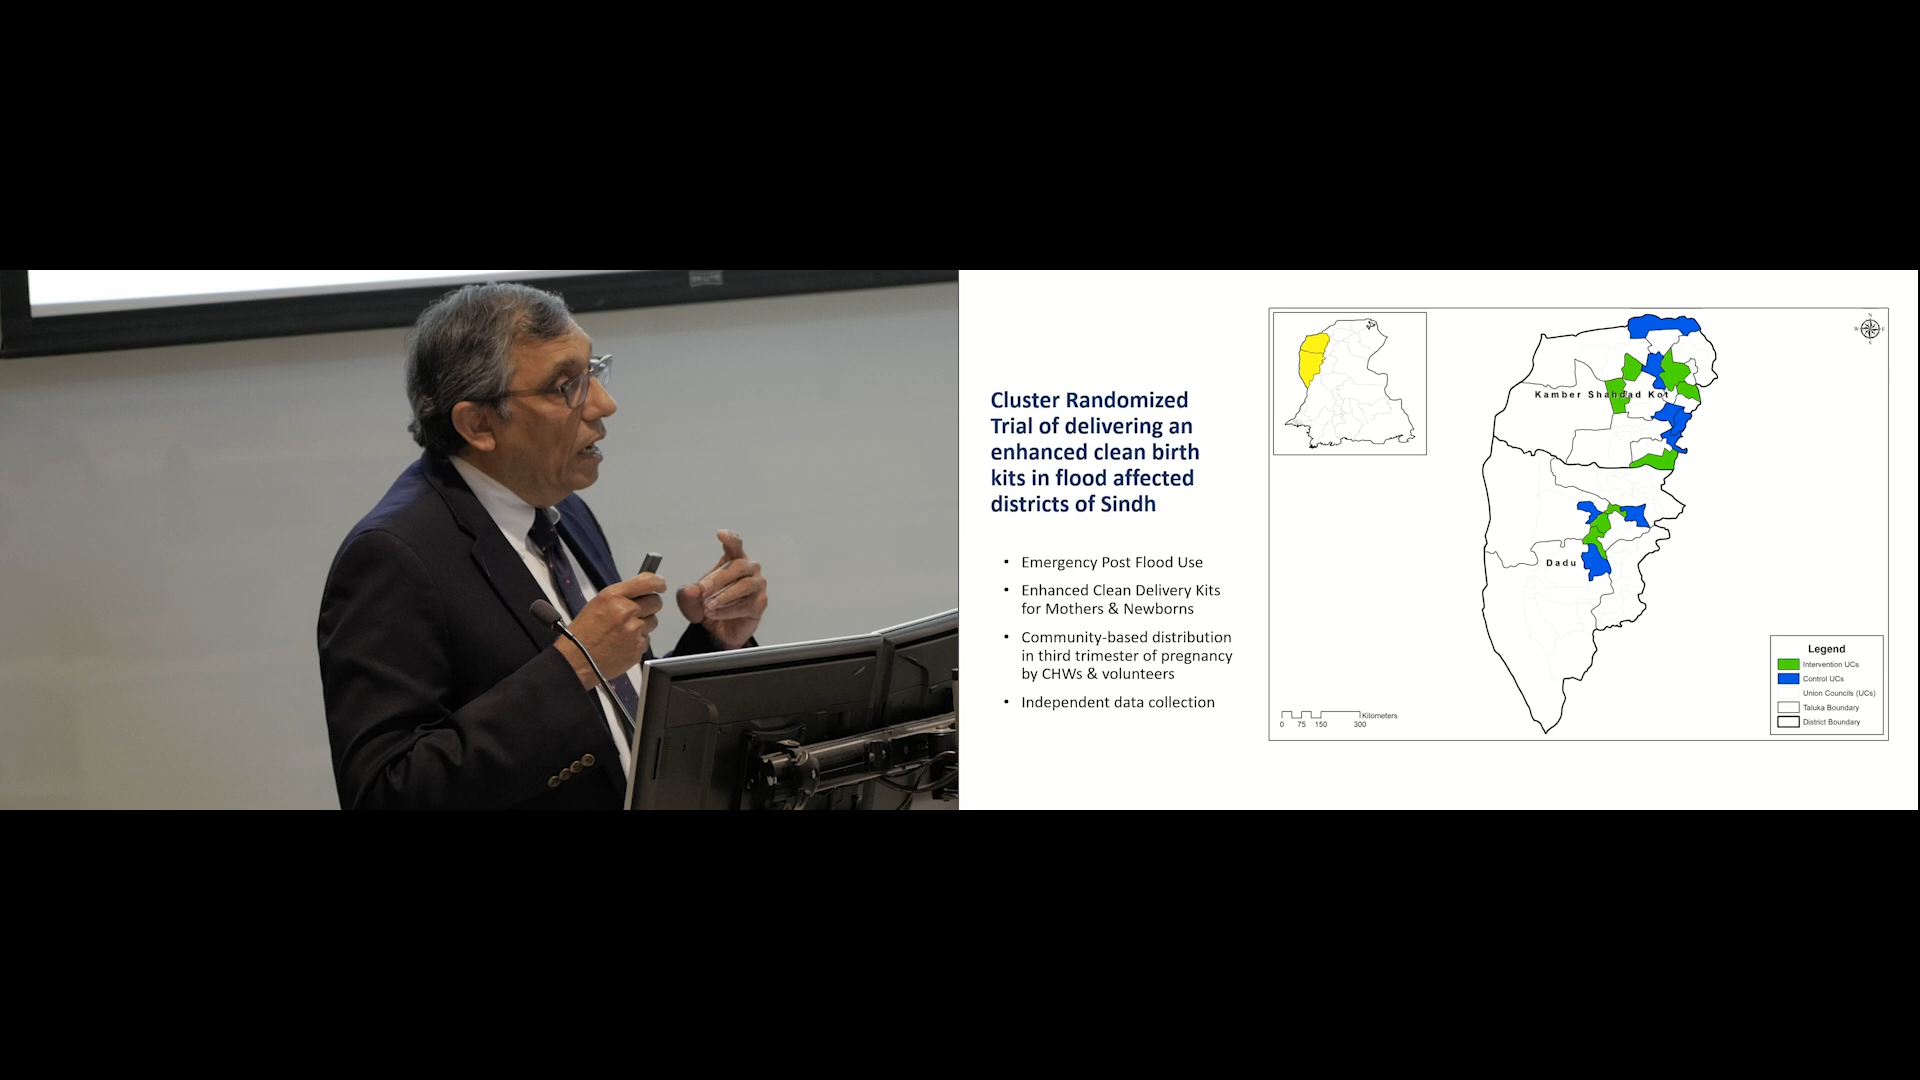 Cluster Randomized
Trial of delivering an
enhanced clean birth
kits in flood affected
districts of Sindh
• Emergency Post Flood Use
• Enhanced Clean Delivery Kits
for Mothers & Newborns
• Community-based distribution
in third trimester of pregnancy
by CHWs & volunteers
• Independent data collection
N
W E
S
Kamber Shahdad Kot
Dadu
Legend
Intervention UCs
Control UCs
Union Councils (UCs)
Taluka Boundary
District Boundary
Kilometers
0 75 150 300